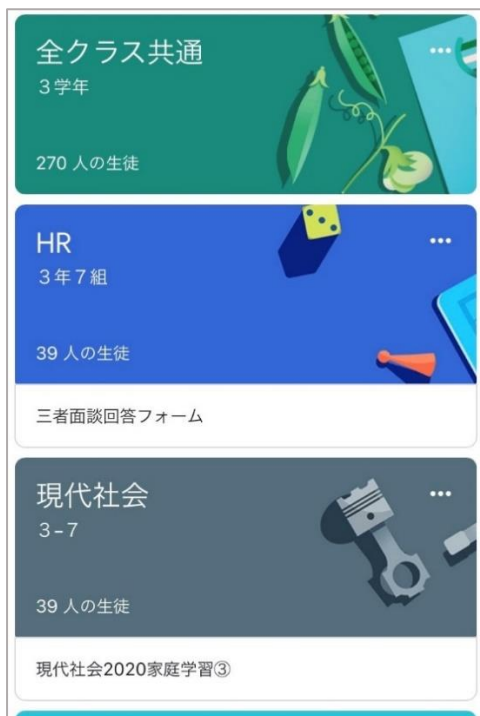 全クラス共通
３学年
270 人の生徒
HR
３年７組
39 人の生徒
三者面談回答フォーム
現代社会
３−７
39 人の生徒
現代社会2020家庭学習③